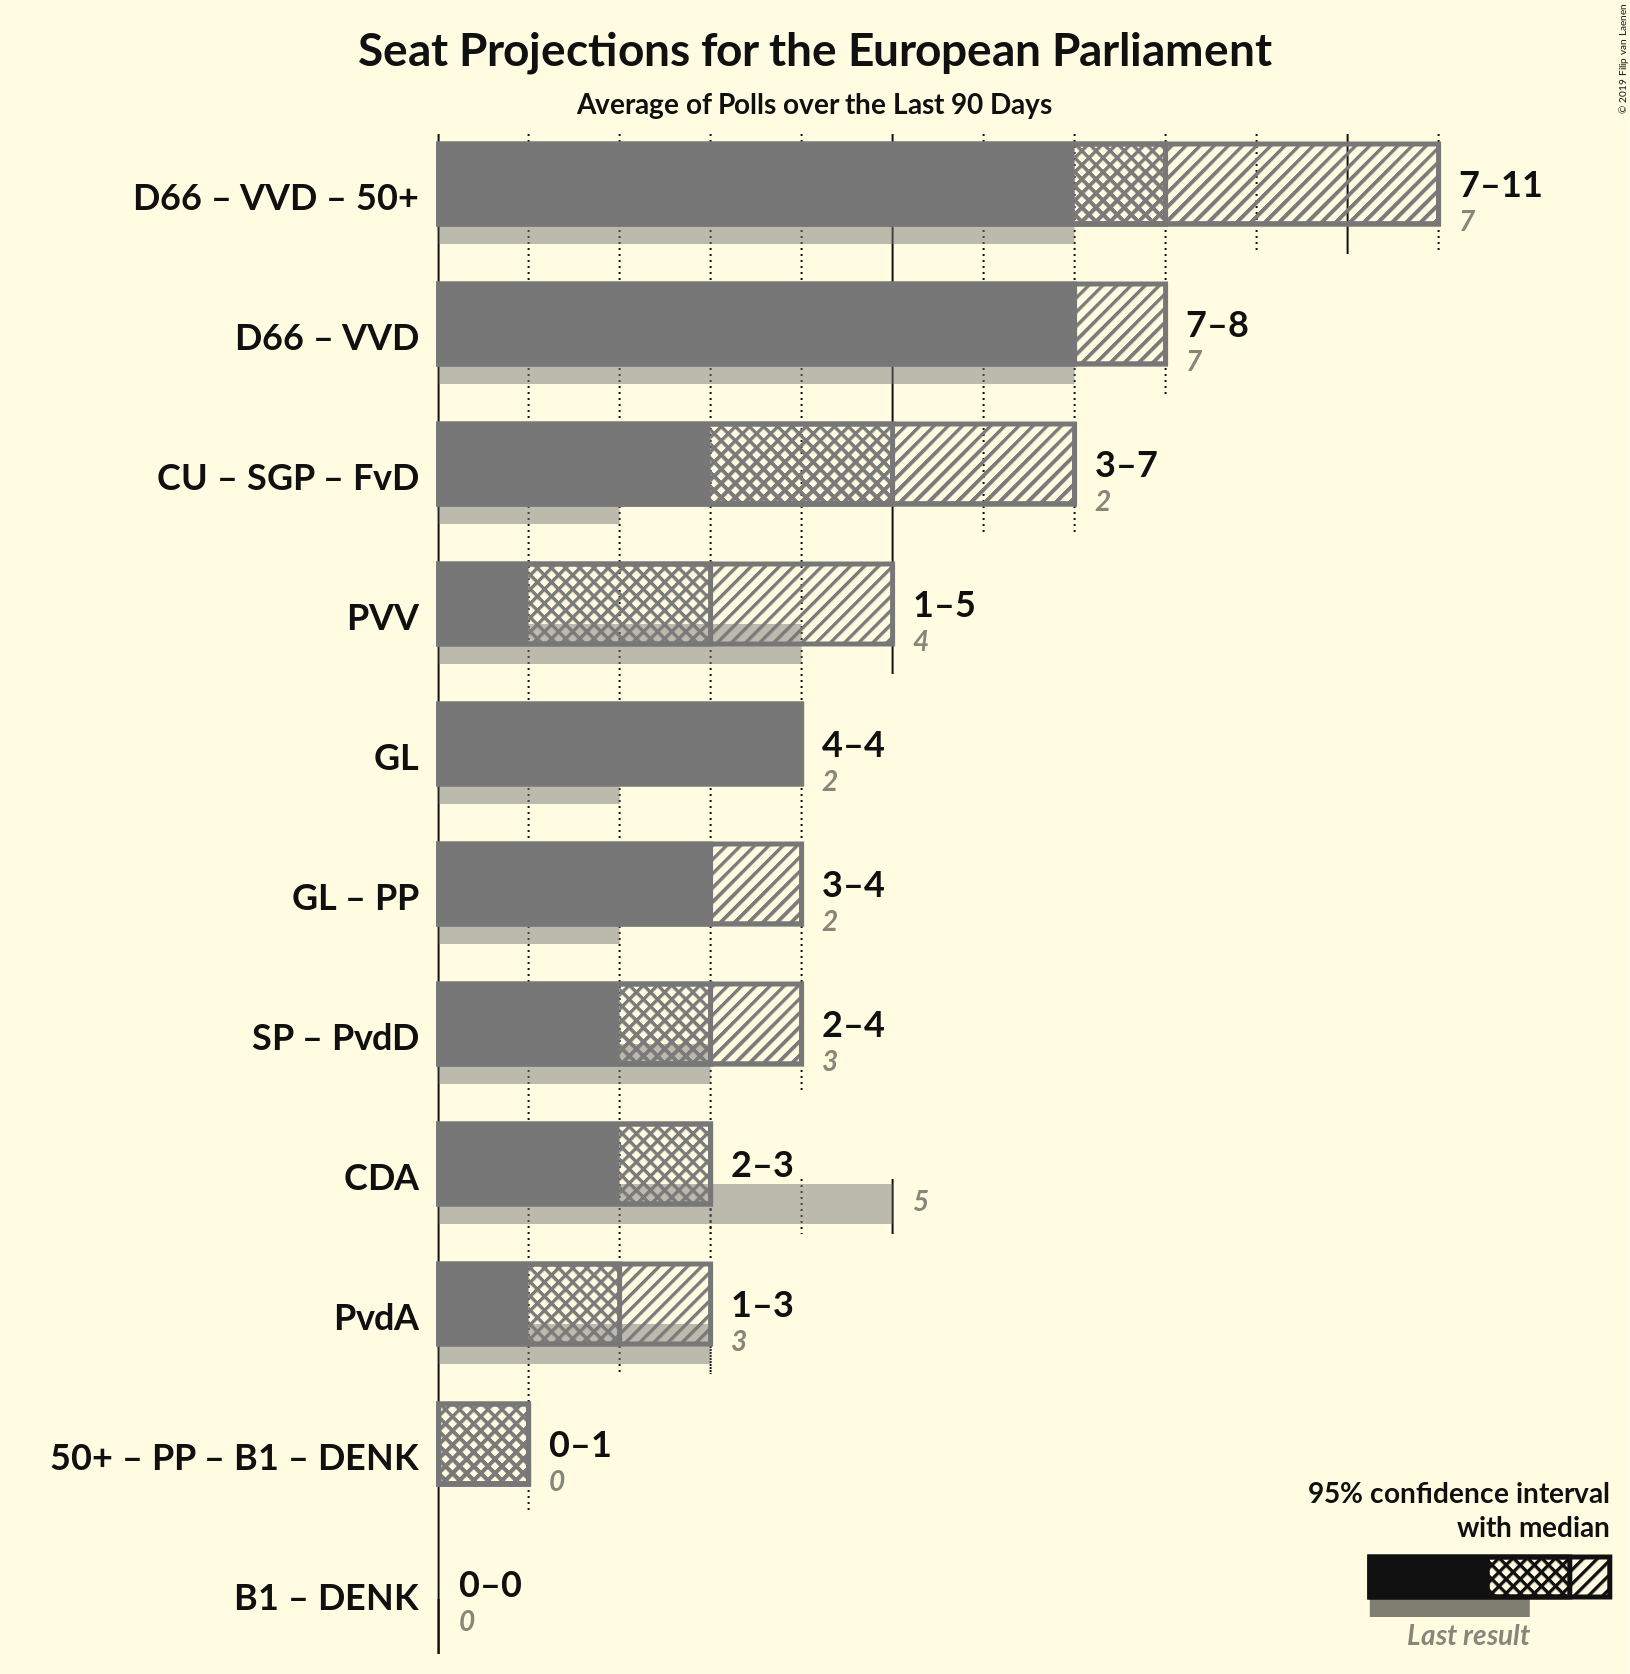 Seat Projections for the European Parliament
Average of Polls over the Last 90 Days
© 2019 Filip van Laenen
D66 – VVD – 50+
7–11
7
D66 – VVD
7–8
7
CU – SGP – FvD
3–7
2
PVV
1–5
4
GL
4–4
2
GL – PP
3–4
2
SP – PvdD
2–4
3
CDA
2–3
5
PvdA
1–3
3
50+ – PP – B1 – DENK
0–1
0
B1 – DENK
0–0
0
95% confidence interval
with median
Last result